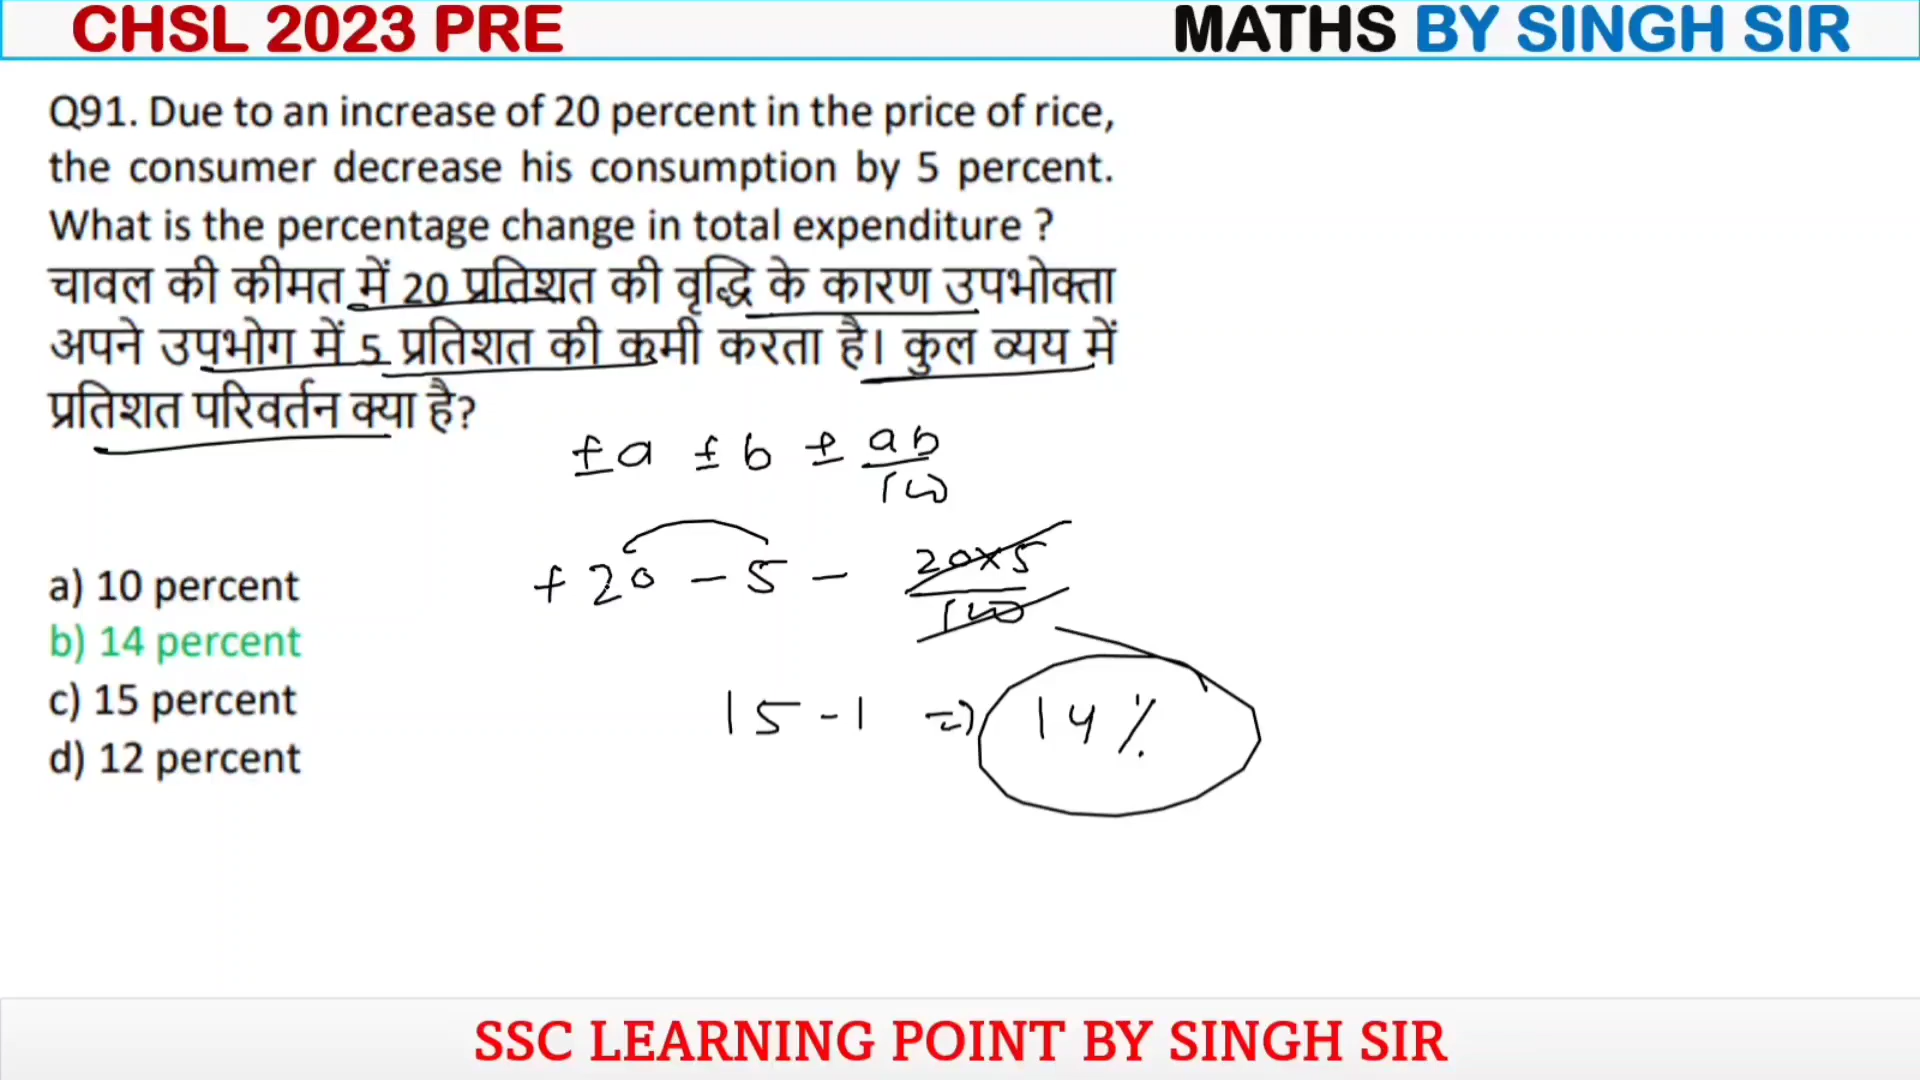 CHSL 2023 PRE
MATHS BY SINGH SIR
Q91. Due to an increase of 20 percent in the price of rice,
the consumer decrease his consumption by 5 percent.
What is the percentage change in total expenditure ?
चावल की कीमत में 20 प्रतिशत की वृद्धि के कारण उपभोक्ता
अपने उपभोग में 5 प्रतिशत की कमी करता है। कुल व्यय में
प्रतिशत परिवर्तन क्या है?
± a ± b ± ab/100
+ 20 - 5 - 20×5/100
15 - 1 => 14 %
a) 10 percent
b) 14 percent
c) 15 percent
d) 12 percent
SSC LEARNING POINT BY SINGH SIR